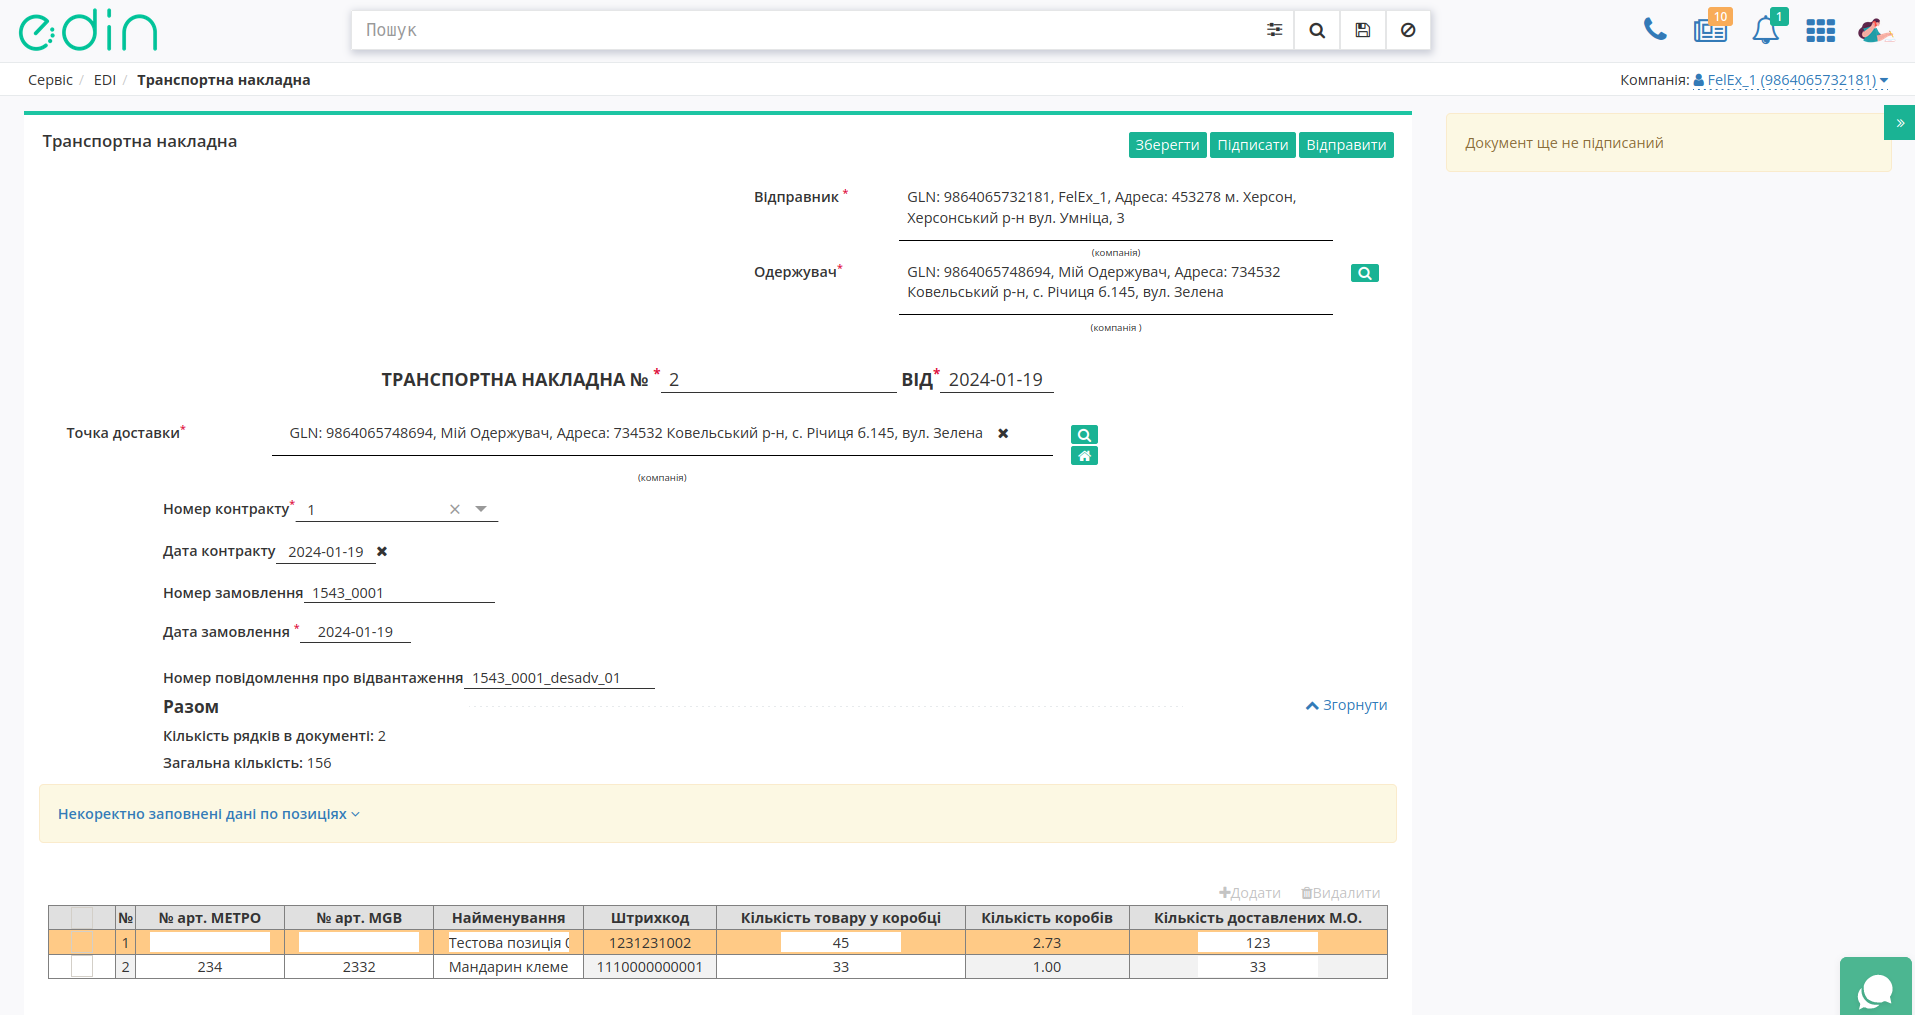 edin
Пошук
10
1
Сервіс / EDI / Транспортна накладна
Компанія: FelEx_1 (9864065732181)
Транспортна накладна
Зберегти Підписати Відправити
»
Документ ще не підписаний
Відправник *
GLN: 9864065732181, FelEx_1, Адреса: 453278 м. Херсон,
Херсонський р-н вул. Умніца, 3
(компанія)
Одержувач*
GLN: 9864065748694, Мій Одержувач, Адреса: 734532
Ковельський р-н, с. Річиця б.145, вул. Зелена
(компанія )
ТРАНСПОРТНА НАКЛАДНА № * 2 ВІД* 2024-01-19
Точка доставки* GLN: 9864065748694, Мій Одержувач, Адреса: 734532 Ковельський р-н, с. Річиця б.145, вул. Зелена ✖
(компанія)
Номер контракту* 1 ×
Дата контракту 2024-01-19 ✖
Номер замовлення 1543_0001
Дата замовлення * 2024-01-19
Номер повідомлення про відвантаження 1543_0001_desadv_01
Разом Згорнути
Кількість рядків в документі: 2
Загальна кількість: 156
Некоректно заповнені дані по позиціях
Додати Видалити
№ № арт. МЕТРО № арт. MGB Найменування Штрихкод Кількість товару у коробці Кількість коробів Кількість доставлених М.О.
1 Тестова позиція 1231231002 45 2.73 123
2 234 2332 Мандарин клеме 1110000000001 33 1.00 33